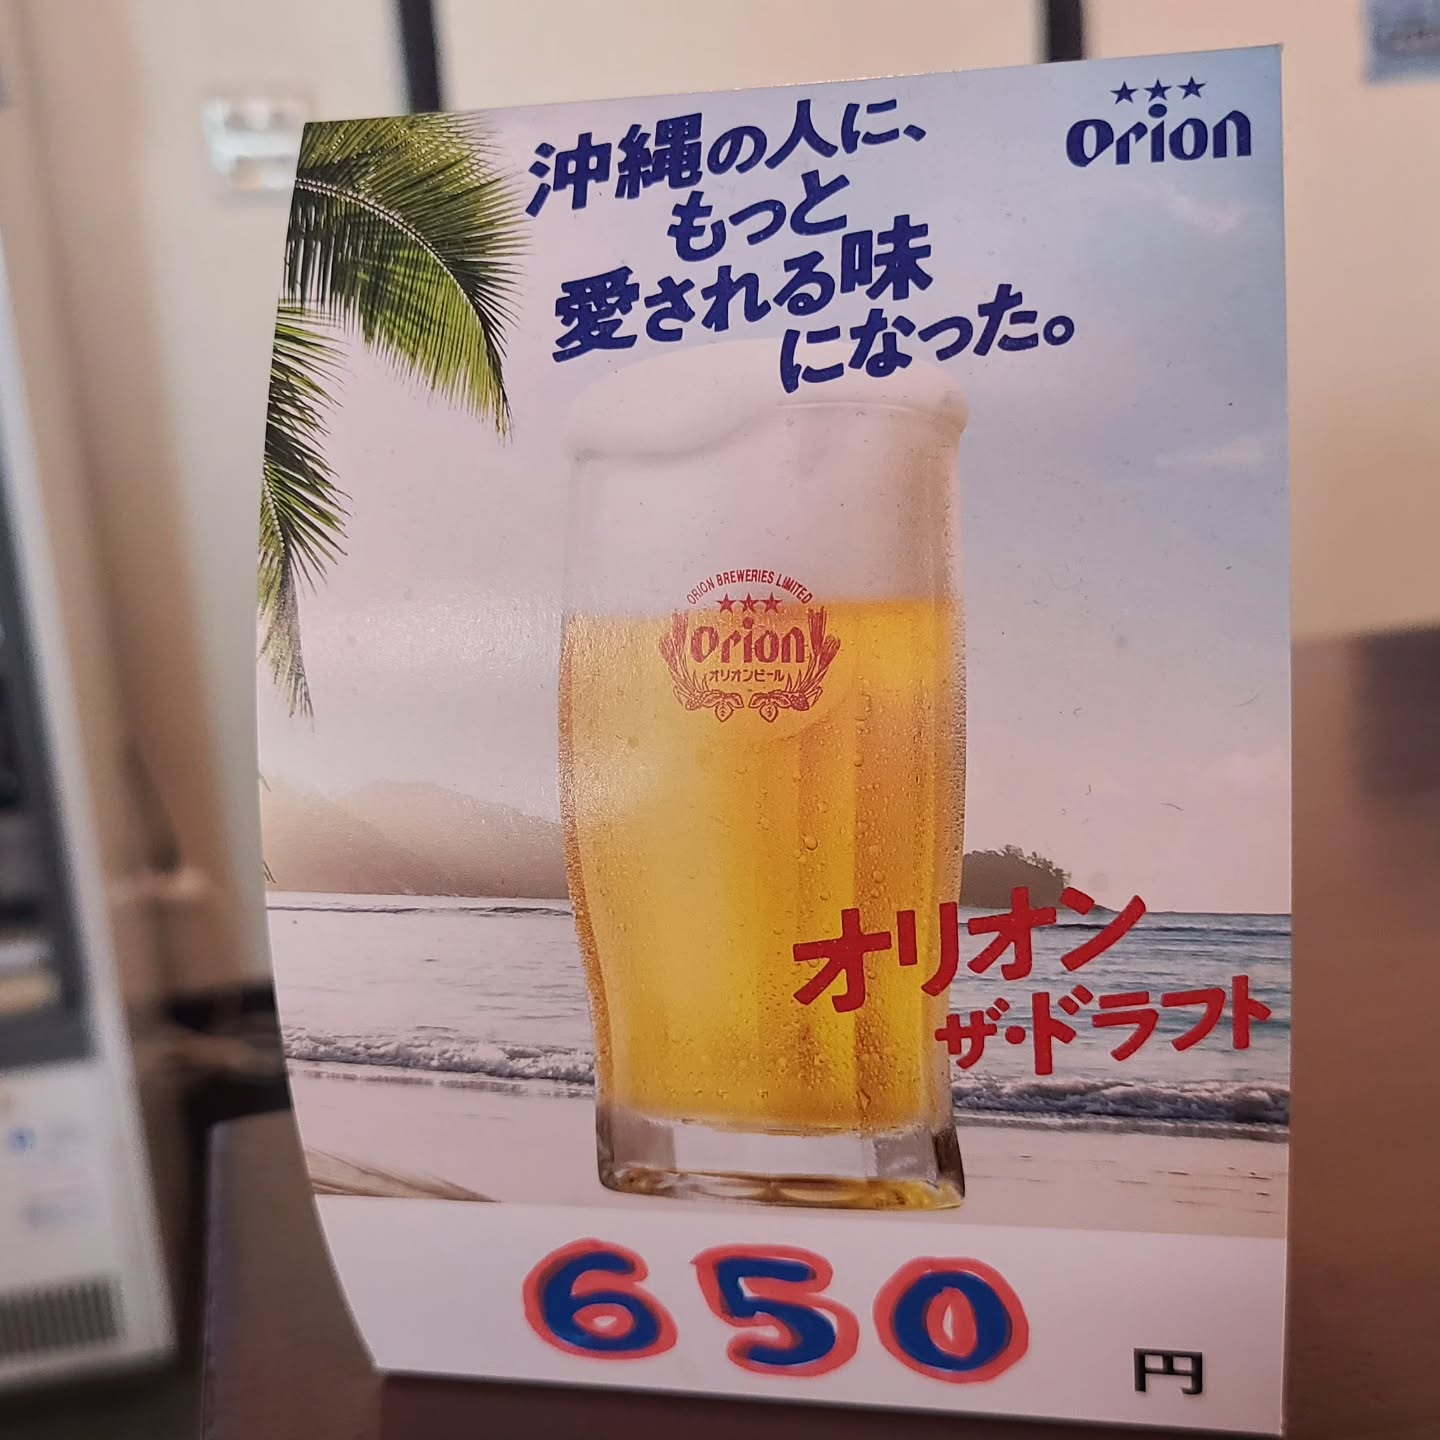 ★★★
Orion
沖縄の人に、
もっと
愛される味
になった。
ORION BREWERIES LIMITED
★★★
Orion
オリオンビール
オリオン
ザ・ドラフト
650
円